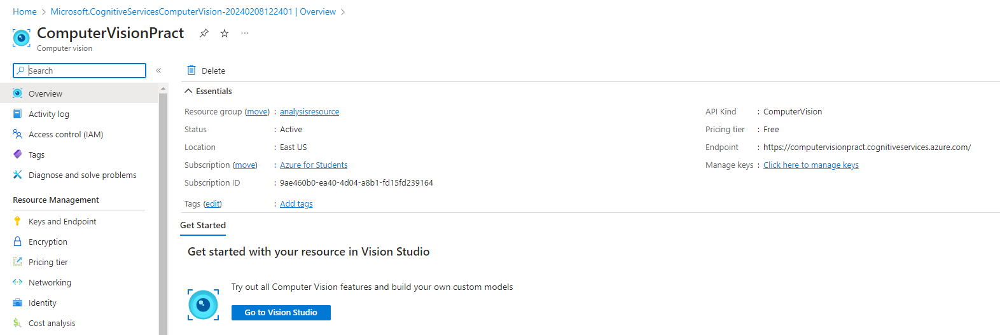 Home > Microsoft.CognitiveServicesComputerVision-20240208122401 | Overview >
ComputerVisionPract ...
Computer vision
Search «
Overview
Activity log
Access control (IAM)
Tags
Diagnose and solve problems
Resource Management
Keys and Endpoint
Encryption
Pricing tier
Networking
Identity
Cost analysis
Delete
Essentials
Resource group (move) : analysisresource
Status : Active
Location : East US
Subscription (move) : Azure for Students
Subscription ID : 9ae460b0-ea40-4d04-a8b1-fd15fd239164
Tags (edit) : Add tags
API Kind : ComputerVision
Pricing tier : Free
Endpoint : https://computervisionpract.cognitiveservices.azure.com/
Manage keys : Click here to manage keys
Get Started
Get started with your resource in Vision Studio
Try out all Computer Vision features and build your own custom models
Go to Vision Studio